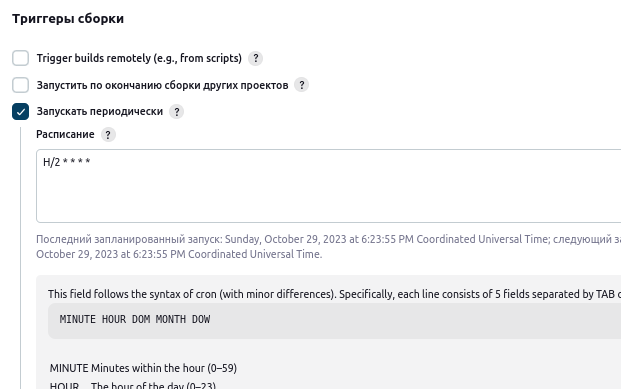 Триггеры сборки
Trigger builds remotely (e.g., from scripts) ?
Запустить по окончанию сборки других проектов ?
Запускать периодически ?
Расписание ?
H/2 * * * *
Последний запланированный запуск: Sunday, October 29, 2023 at 6:23:55 PM Coordinated Universal Time; следующий
October 29, 2023 at 6:23:55 PM Coordinated Universal Time.
This field follows the syntax of cron (with minor differences). Specifically, each line consists of 5 fields separated by TAB
MINUTE HOUR DOM MONTH DOW
MINUTE Minutes within the hour (0–59)
HOUR The hour of the day (0–23)